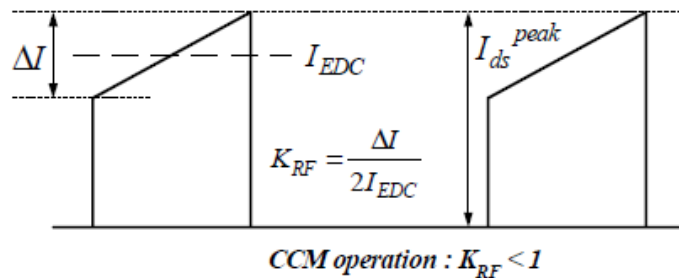 ΔI
I_EDC
I_ds^peak
K_RF = ΔI / 2I_EDC
CCM operation : K_RF < 1